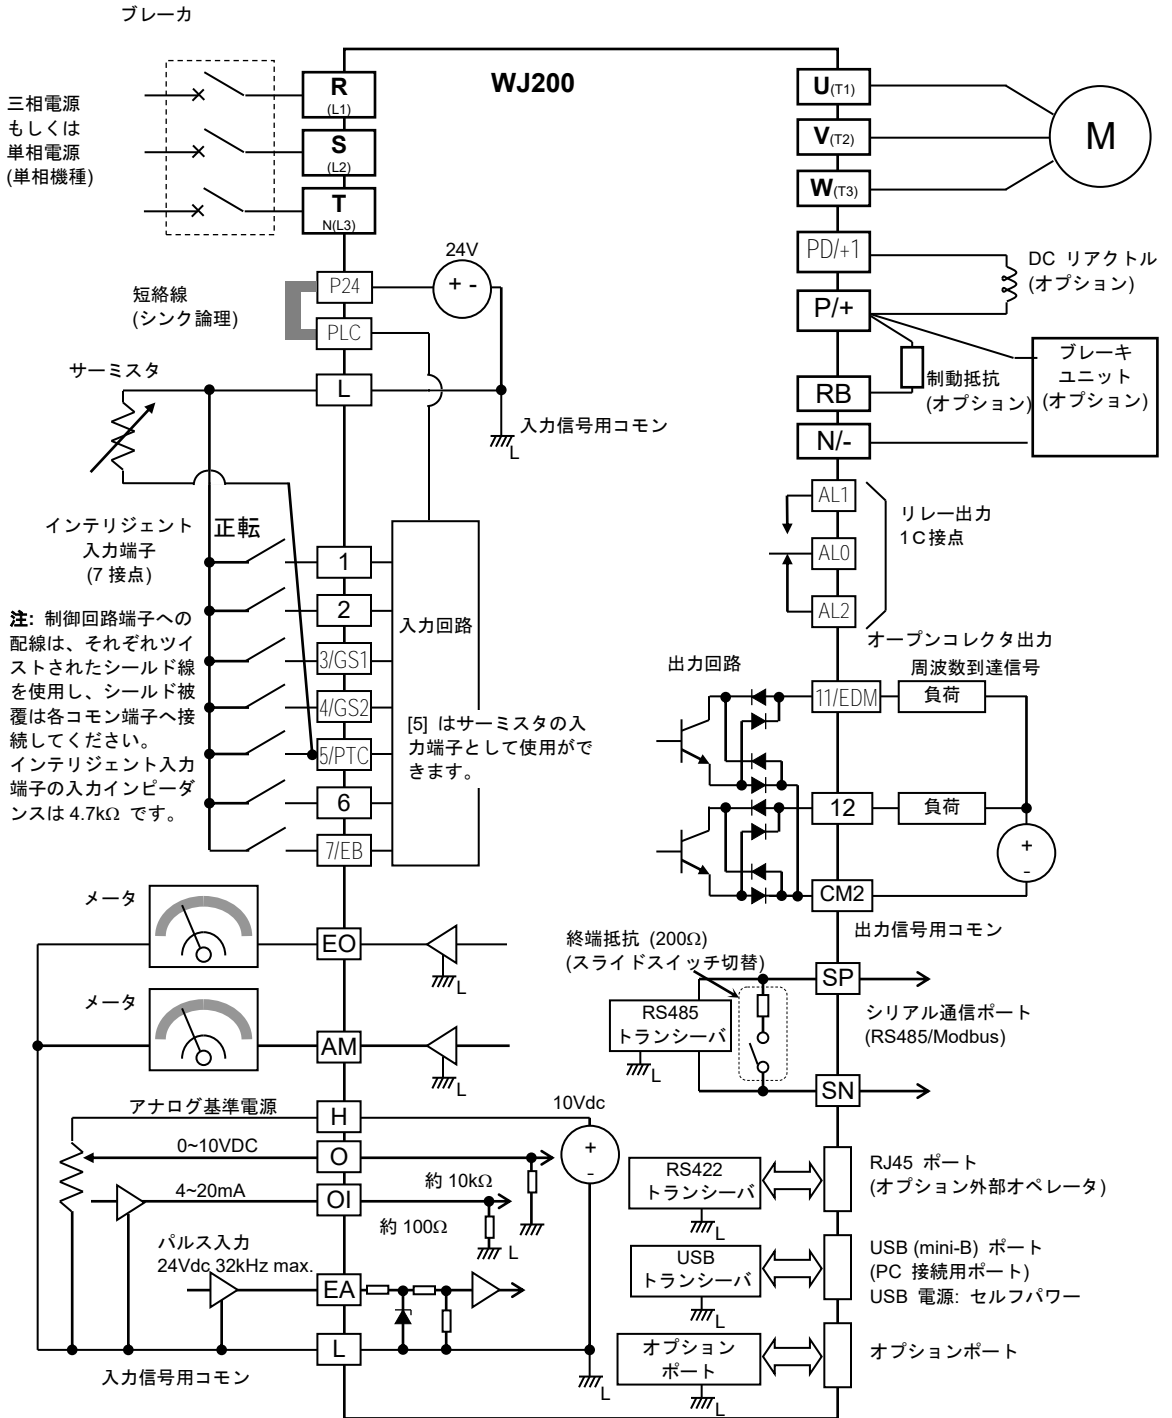 ブレーカ
WJ200
三相電源
もしくは
単相電源
(単相機種)
R
(L1)
S
(L2)
T
N(L3)
U(T1)
V(T2)
W(T3)
M
PD/+1
P/+
RB
N/-
DC リアクトル
(オプション)
制動抵抗
(オプション)
ブレーキ
ユニット
(オプション)
24V
+ -
P24
PLC
L
短絡線
(シンク論理)
サーミスタ
L
入力信号用コモン
AL1
AL0
AL2
リレー出力
1C接点
インテリジェント
入力端子
(7 接点)
正転
注: 制御回路端子への
配線は、それぞれツイ
ストされたシールド線
を使用し、シールド被
覆は各コモン端子へ接
続してください。
インテリジェント入力
端子の入力インピーダ
ンスは 4.7kΩ です。
1
2
3/GS1
4/GS2
5/PTC
6
7/EB
入力回路
[5] はサーミスタの入
力端子として使用がで
きます。
オープンコレクタ出力
周波数到達信号
出力回路
11/EDM
負荷
12
負荷
+
-
CM2
出力信号用コモン
メータ
EO
L
メータ
AM
L
終端抵抗 (200Ω)
(スライドスイッチ切替)
RS485
トランシーバ
L
SP
SN
シリアル通信ポート
(RS485/Modbus)
アナログ基準電源
H
10Vdc
+
-
0~10VDC
O
約 10kΩ
4~20mA
OI
約 100Ω
L
パルス入力
24Vdc 32kHz max.
EA
L
入力信号用コモン
L
RS422
トランシーバ
L
RJ45 ポート
(オプション外部オペレータ)
USB
トランシーバ
L
USB (mini-B) ポート
(PC 接続用ポート)
USB 電源: セルフパワー
オプション
ポート
L
オプションポート